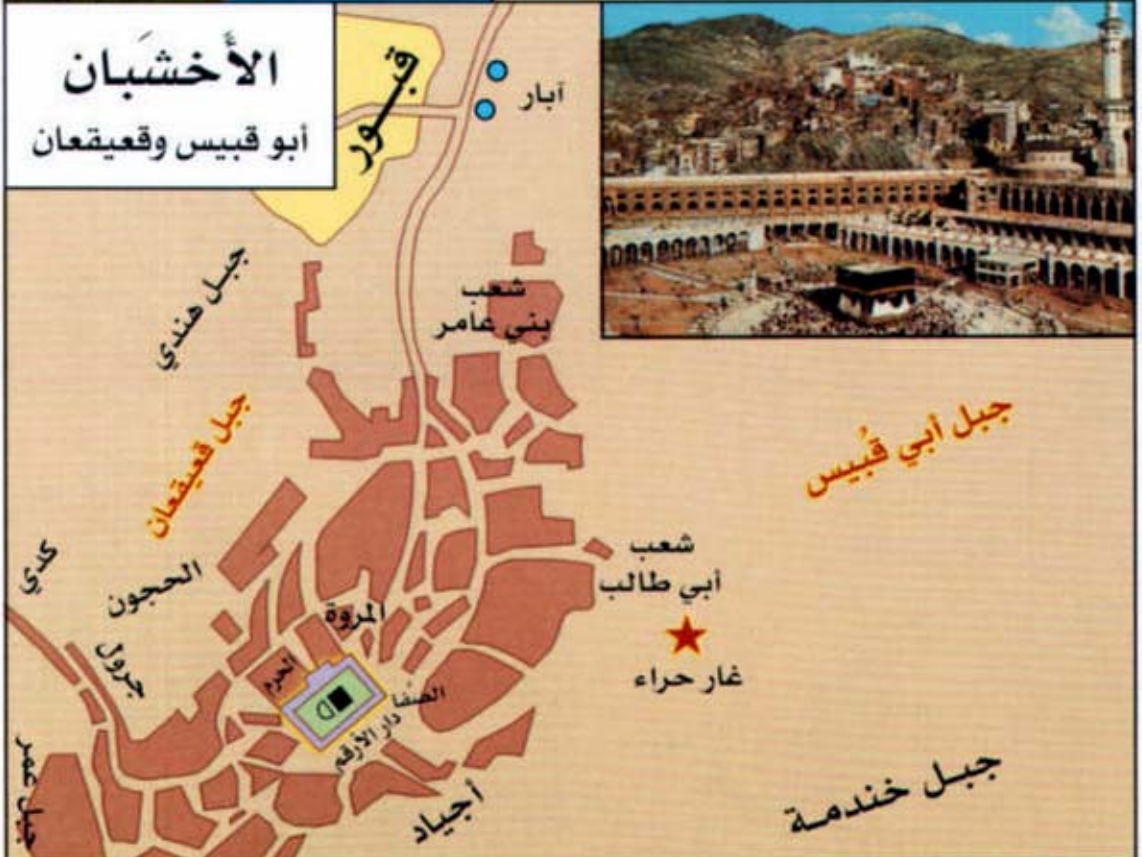 الأَخشَبان
أبو قبيس وقعيقعان
قبور
آبار
جبل هندي
شعب
بني عامر
جبل قعيقعان
جبل أبي قُبيس
كدي
الحجون
شعب
أبي طالب
المروة
غار حراء
جرول
الحرم
الصفا
دار الأرقم
جبل عمر
أجياد
جبل خندمة